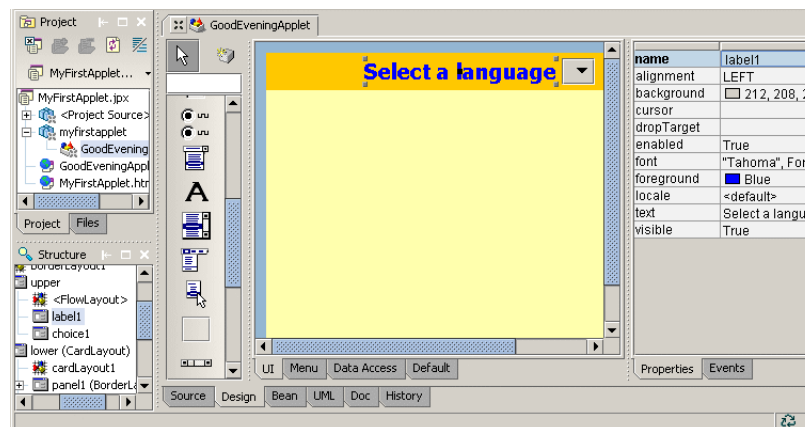 Project
MyFirstApplet...
MyFirstApplet.jpx
<Project Source>
myfirstapplet
GoodEvening
GoodEveningAppl
MyFirstApplet.htr
Project Files
Structure
borderLayout1
upper
<FlowLayout>
label1
choice1
lower (CardLayout)
cardLayout1
panel1 (BorderLa
GoodEveningApplet
A
Select a language
UI Menu Data Access Default
Source Design Bean UML Doc History
name label1
alignment LEFT
background 212, 208, 2
cursor
dropTarget
enabled True
font "Tahoma", For
foreground Blue
locale <default>
text Select a langu
visible True
Properties Events